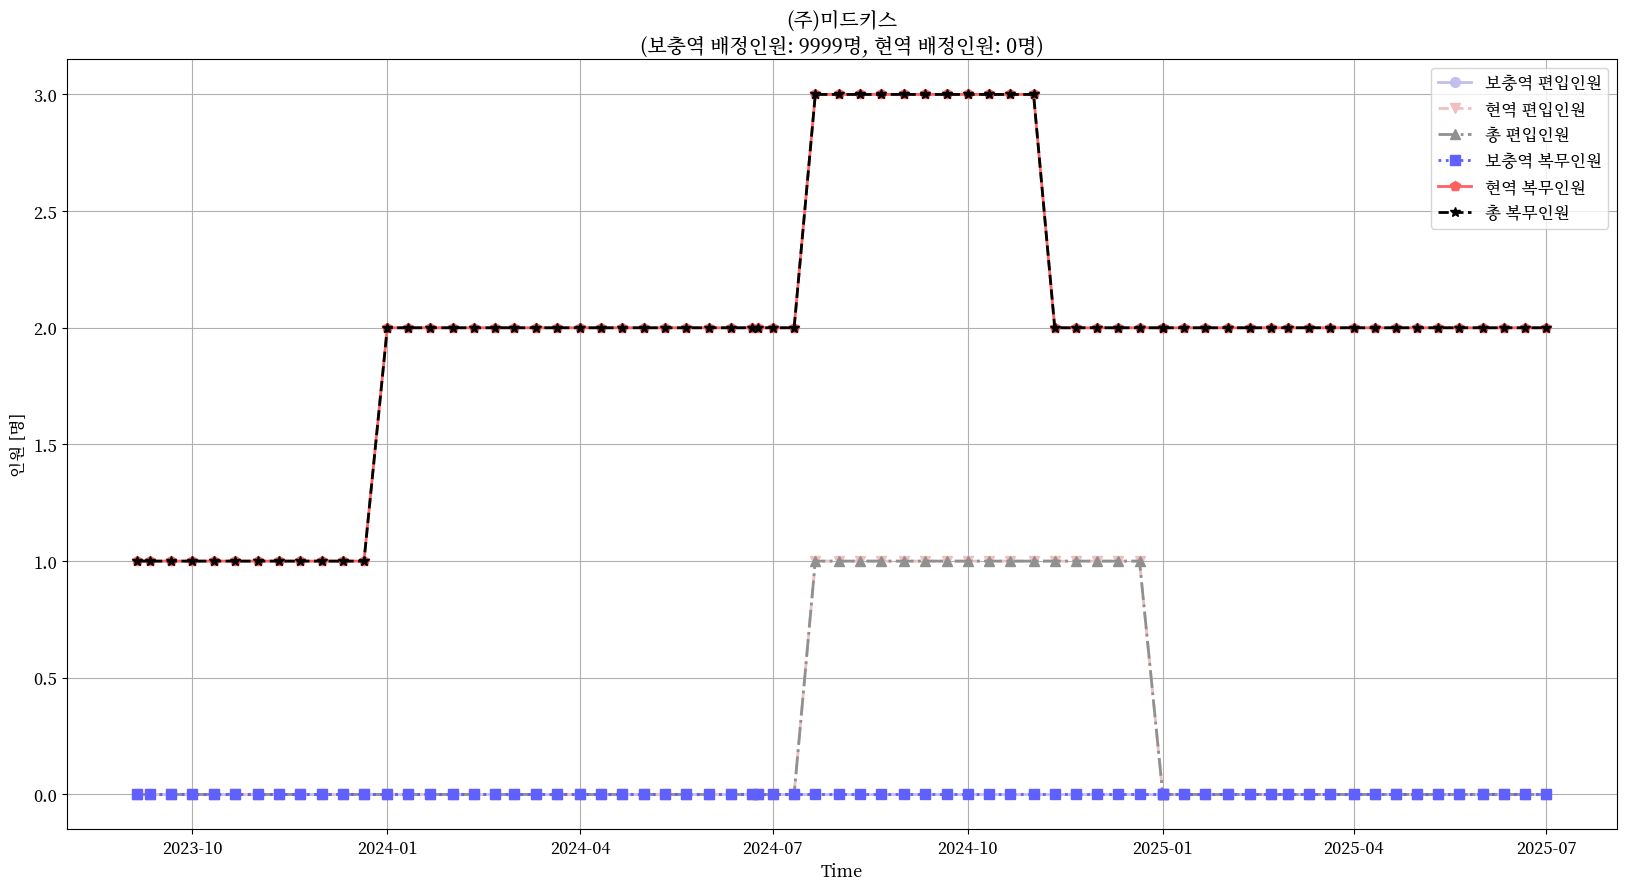 (주)미드키스
(보충역 배정인원: 9999명, 현역 배정인원: 0명)
보충역 편입인원
현역 편입인원
총 편입인원
보충역 복무인원
현역 복무인원
총 복무인원
인원 [명]
3.0
2.5
2.0
1.5
1.0
0.5
0.0
2023-10
2024-01
2024-04
2024-07
2024-10
2025-01
2025-04
2025-07
Time